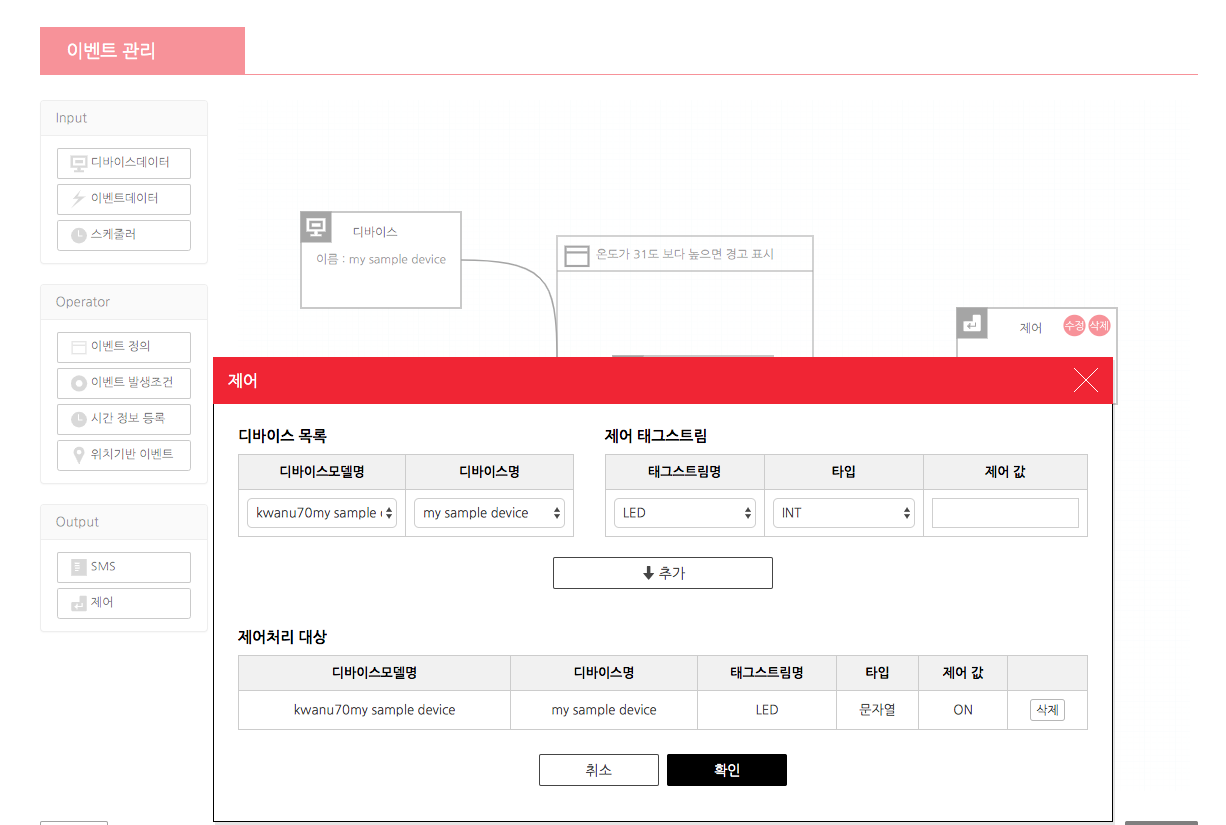 이벤트 관리
Input
디바이스데이터
이벤트데이터
스케줄러
Operator
이벤트 정의
이벤트 발생조건
시간 정보 등록
위치기반 이벤트
Output
SMS
제어
디바이스
이름 : my sample device
온도가 31도 보다 높으면 경고 표시
제어 수정 삭제
제어
디바이스 목록
디바이스모델명 디바이스명
kwanu70my sample my sample device
제어 태그스트림
태그스트림명 타입 제어 값
LED INT
추가
제어처리 대상
디바이스모델명 디바이스명 태그스트림명 타입 제어 값
kwanu70my sample device my sample device LED 문자열 ON 삭제
취소 확인